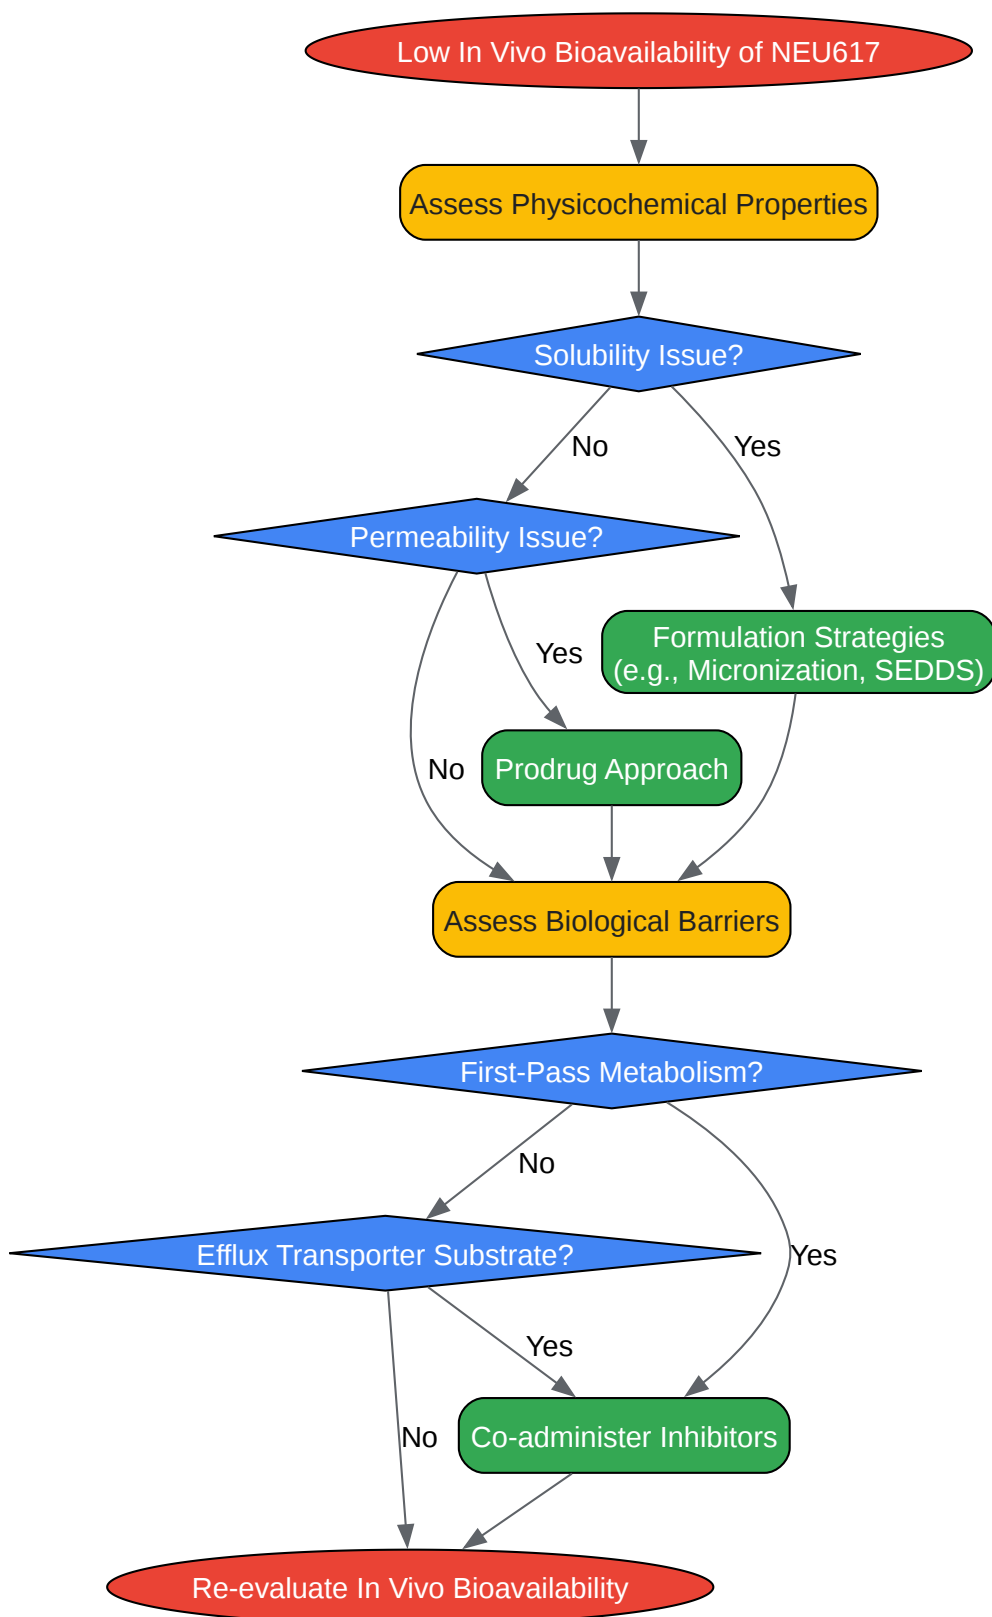 Low In Vivo Bioavailability of NEU617
Assess Physicochemical Properties
Solubility Issue?
No
Yes
Permeability Issue?
Formulation Strategies
(e.g., Micronization, SEDDS)
Yes
No
Prodrug Approach
Assess Biological Barriers
First-Pass Metabolism?
No
Yes
Efflux Transporter Substrate?
Yes
No
Co-administer Inhibitors
Re-evaluate In Vivo Bioavailability